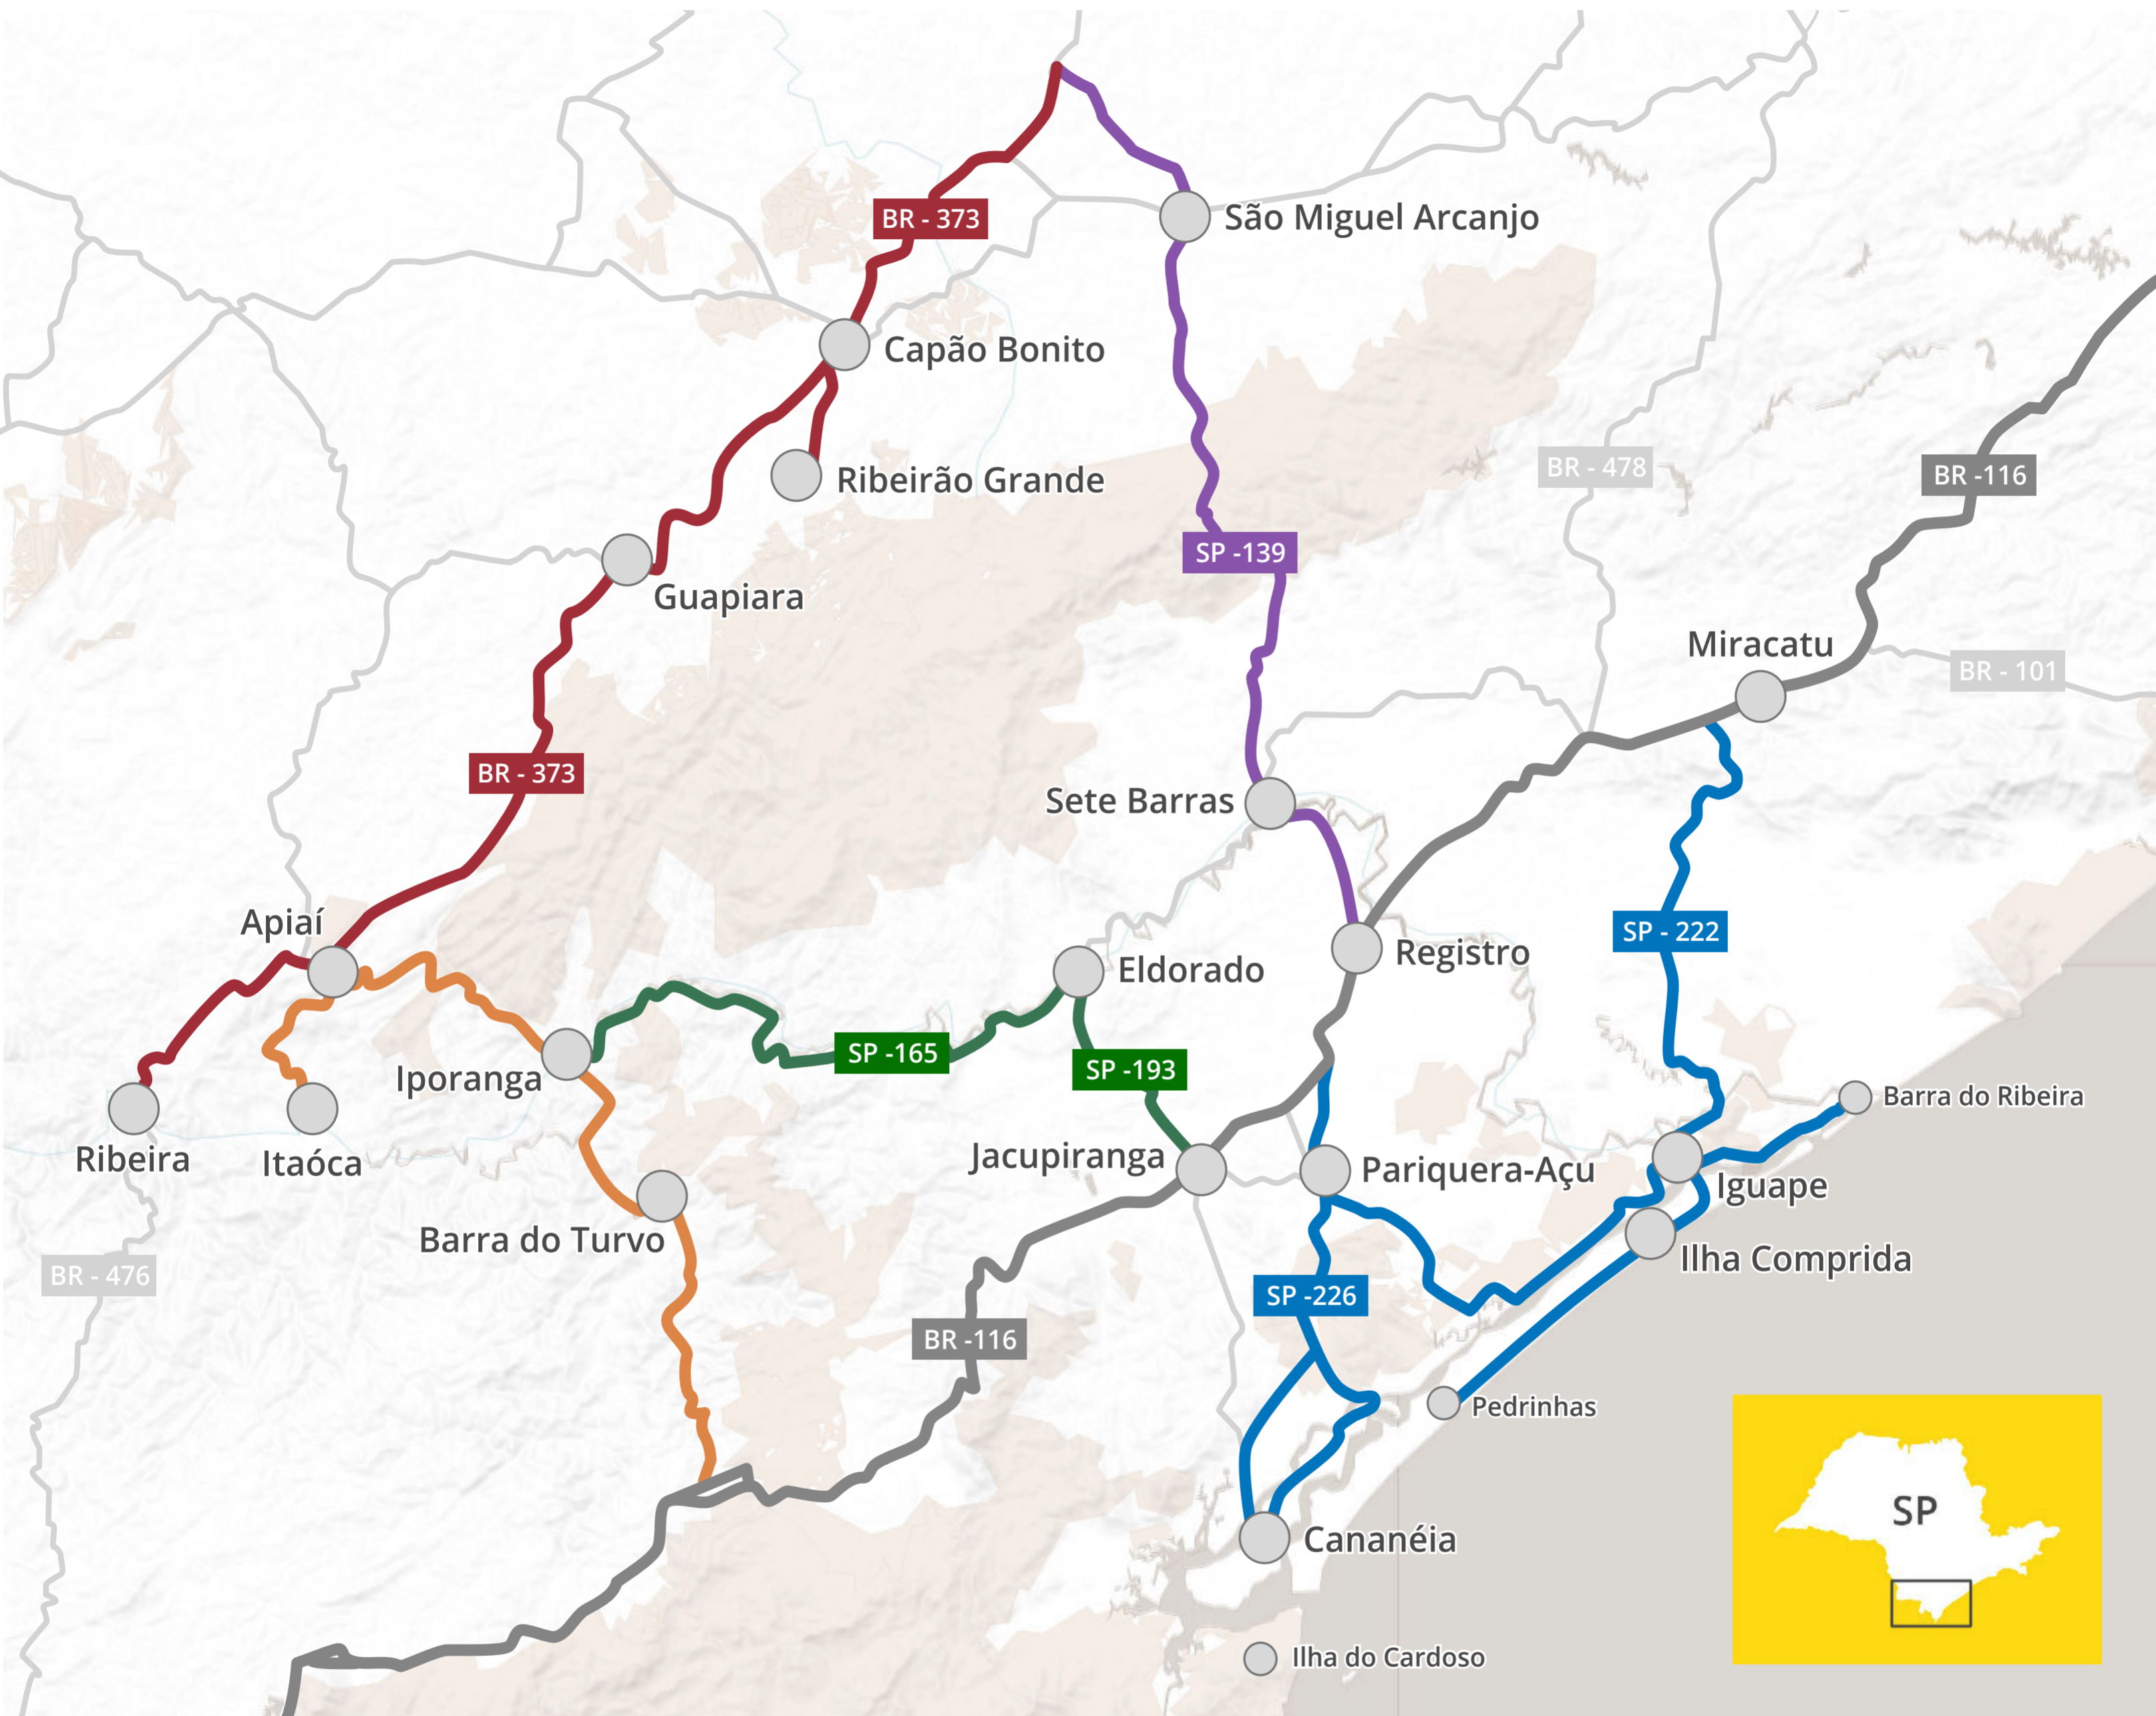 BR - 373
São Miguel Arcanjo
Capão Bonito
BR - 478
BR -116
Ribeirão Grande
SP -139
Guapiara
Miracatu
BR - 101
BR - 373
Sete Barras
Apiaí
SP - 222
Registro
Eldorado
SP -165
SP -193
Iporanga
Barra do Ribeira
Ribeira
Itaóca
Jacupiranga
Pariquera-Açu
Iguape
Barra do Turvo
Ilha Comprida
BR - 476
SP -226
BR -116
Pedrinhas
SP
Cananéia
Ilha do Cardoso